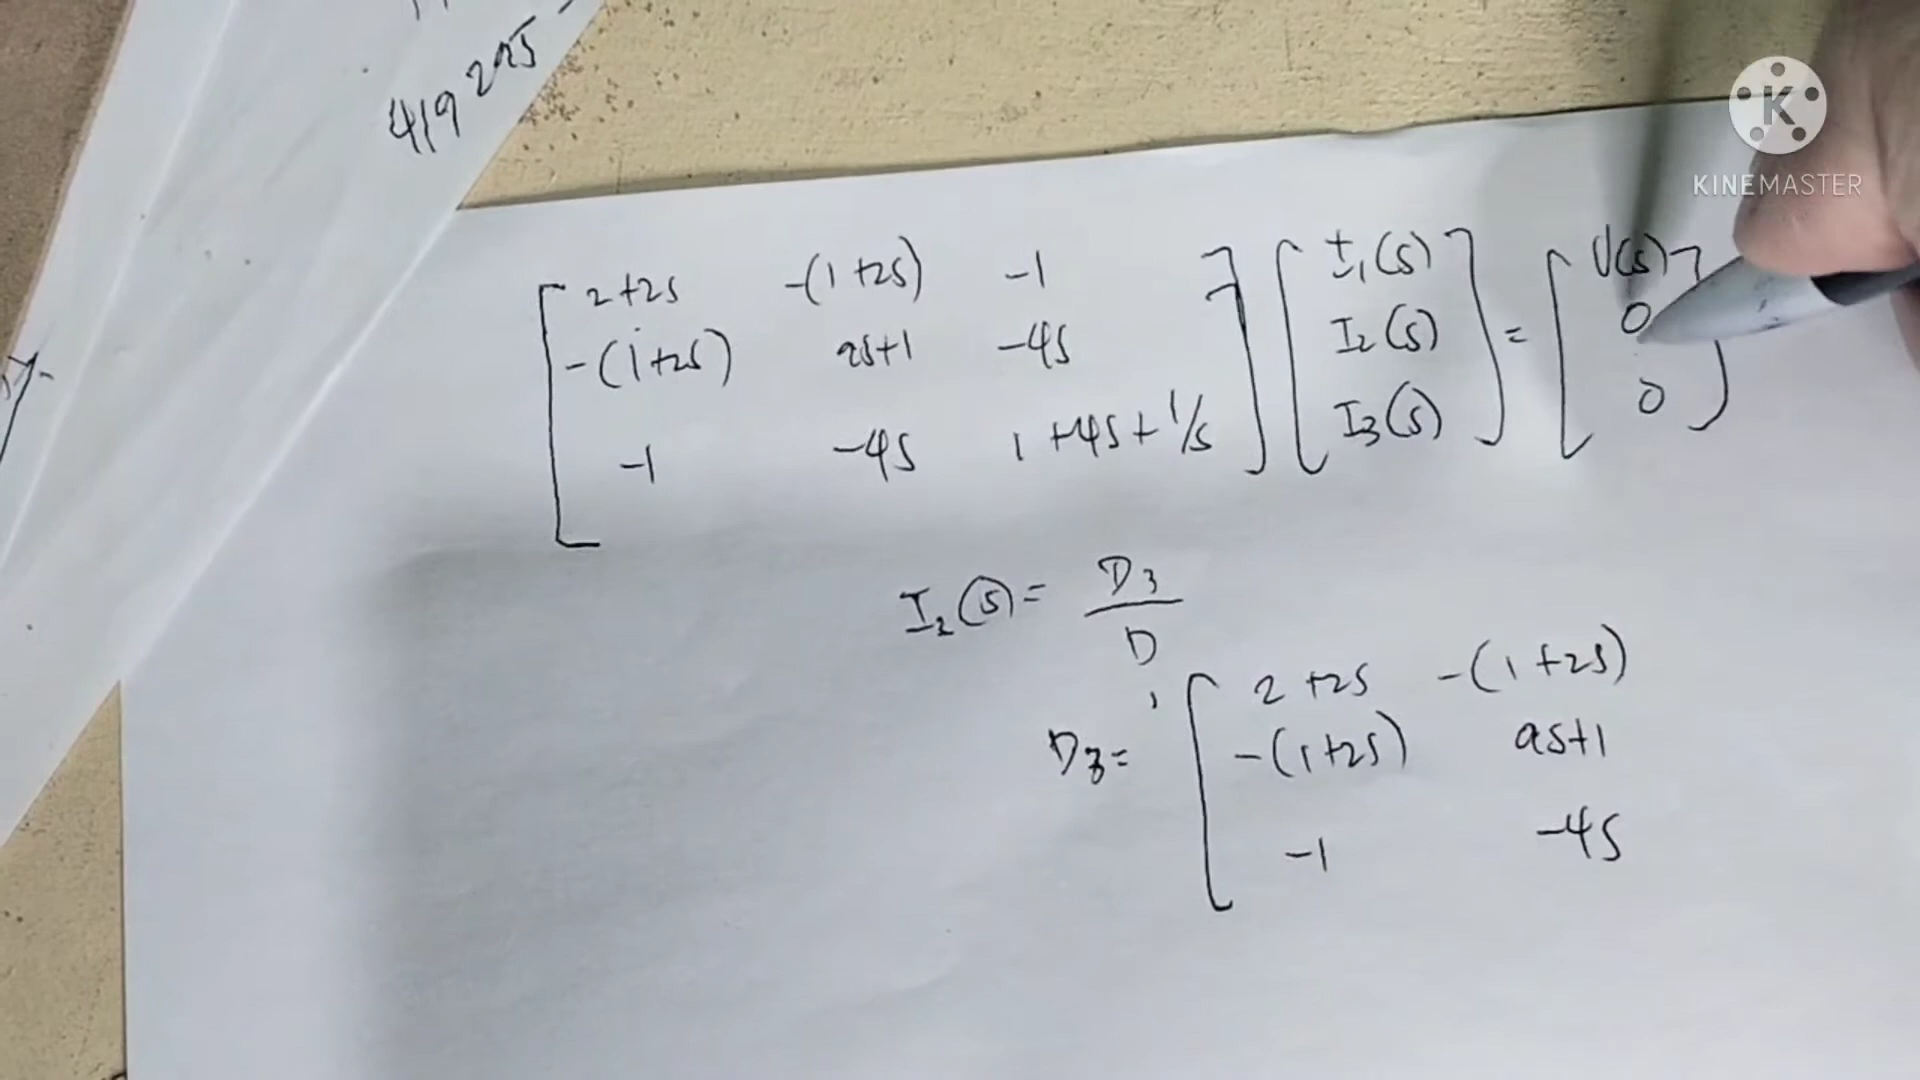 419 225
KINEMASTER
2+2s -(1+2s) -1 I₁(s) V(s)
-(1+2s) 9s+1 -4s I₂(s) = 0
-1 -4s 1+4s+1/s I₃(s) 0
I₂(s) = D₃/D
D₃ =
2+2s -(1+2s)
-(1+2s) 9s+1
-1 -4s